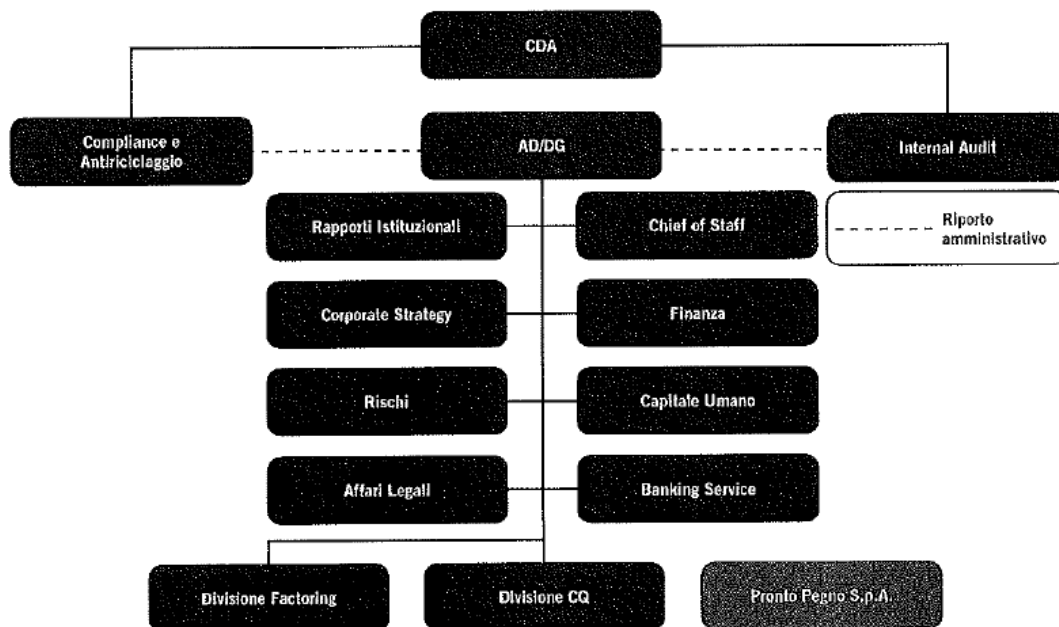 CDA
Compliance e
Antiriciclaggio
AD/DG
Internal Audit
Rapporti Istituzionali
Chief of Staff
Riporto
amministrativo
Corporate Strategy
Finanza
Rischi
Capitale Umano
Affari Legali
Banking Service
Divisione Factoring
Divisione CQ
Pronto Pegno S.p.A.